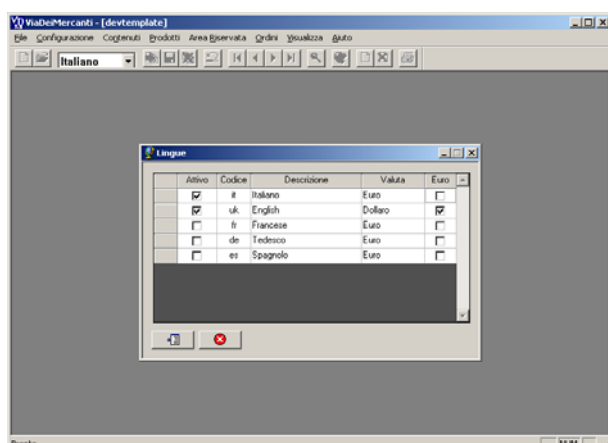 ViaDeiMercanti - [devtemplate]
File Configurazione Contenuti Prodotti Area Riservata Ordini Visualizza Aiuto
Italiano
Lingue
Attivo Codice Descrizione Valuta Euro
it Italiano Euro
uk English Dollaro
fr Francese Euro
de Tedesco Euro
es Spagnolo Euro
NUM